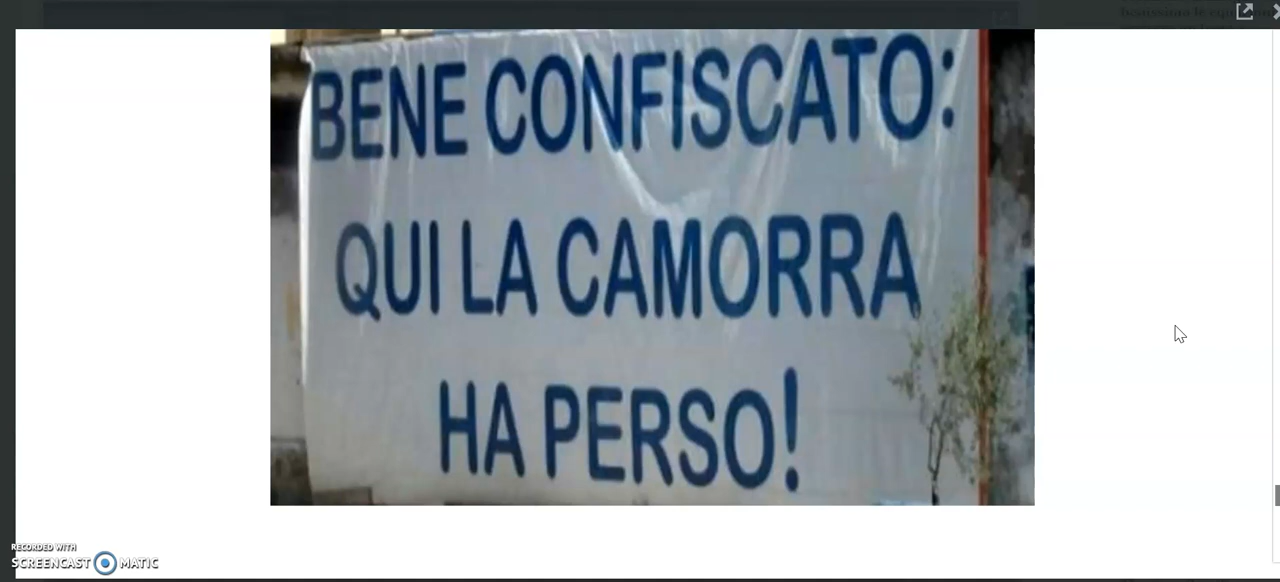 BENE CONFISCATO:
QUI LA CAMORRA
HA PERSO!
RECORDED WITH
SCREENCAST MATIC